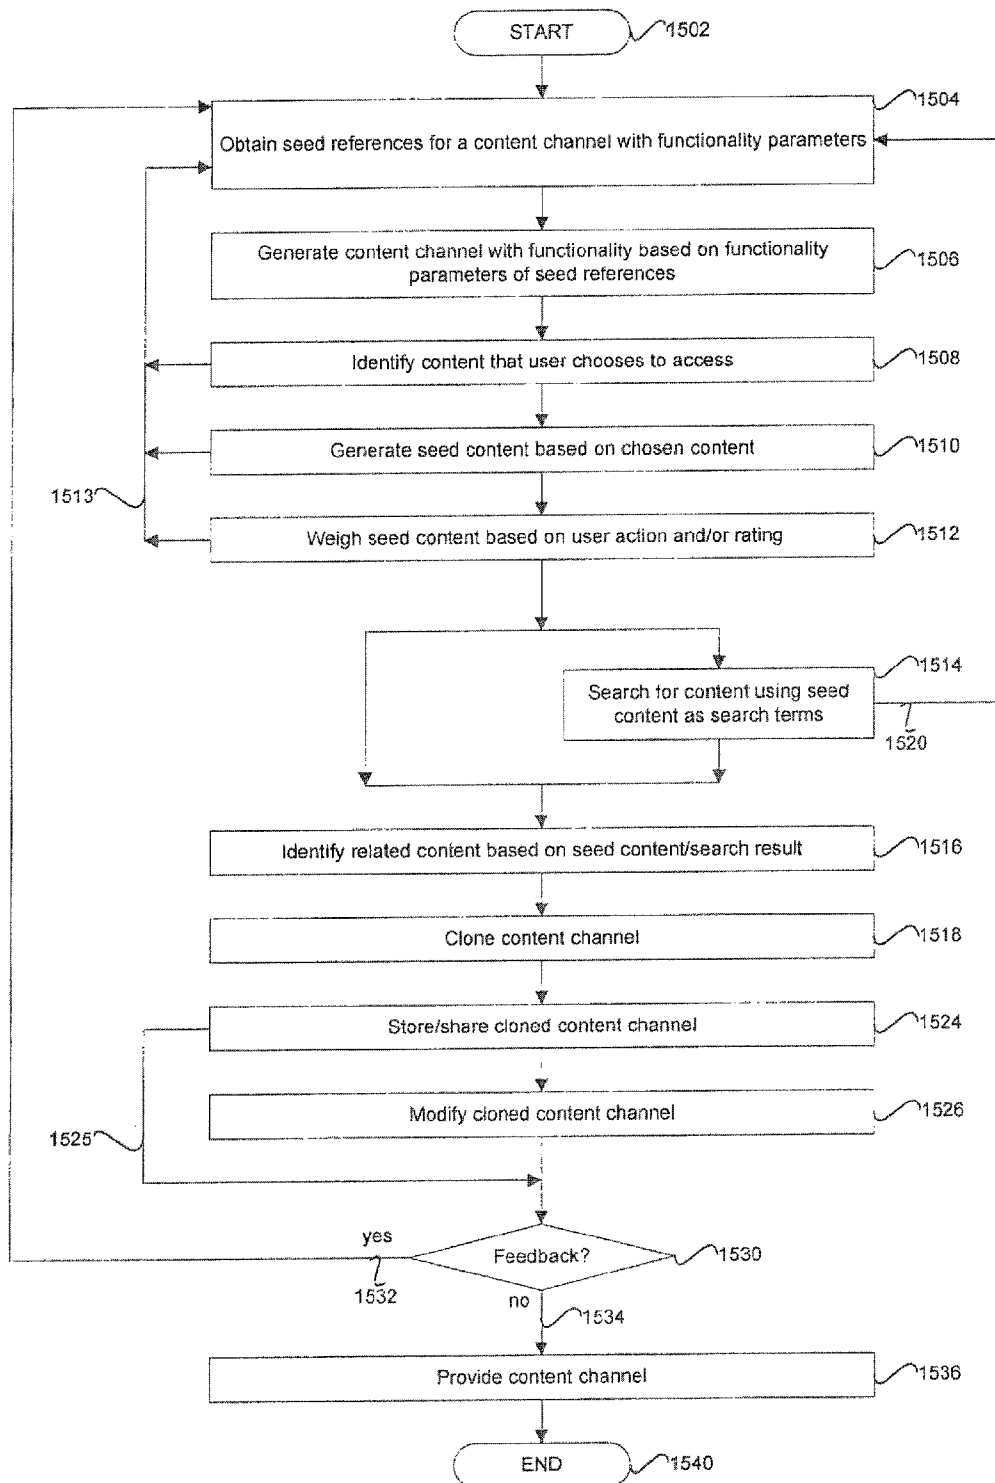 START
1502
1504
Obtain seed references for a content channel with functionality parameters
Generate content channel with functionality based on functionality
parameters of seed references
1506
Identify content that user chooses to access
1508
Generate seed content based on chosen content
1510
1513
Weigh seed content based on user action and/or rating
1512
1514
Search for content using seed
content as search terms
1520
Identify related content based on seed content/search result
1516
Clone content channel
1518
Store/share cloned content channel
1524
Modify cloned content channel
1526
1525
yes
Feedback?
1530
1532
no
1534
Provide content channel
1536
END
1540